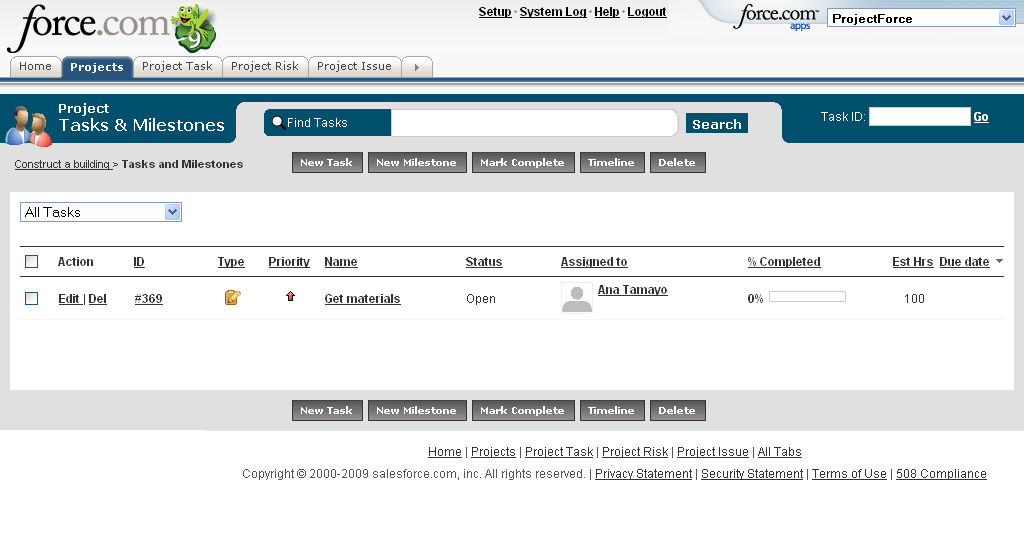 force.com 9
Setup · System Log · Help · Logout
force.com™ apps
ProjectForce
Home Projects Project Task Project Risk Project Issue
Project
Tasks & Milestones
Find Tasks
Search
Task ID: Go
Construct a building > Tasks and Milestones
New Task New Milestone Mark Complete Timeline Delete
All Tasks
Action ID Type Priority Name Status Assigned to % Completed Est Hrs Due date
Edit | Del #369 Get materials Open Ana Tamayo 0% 100
New Task New Milestone Mark Complete Timeline Delete
Home | Projects | Project Task | Project Risk | Project Issue | All Tabs
Copyright © 2000-2009 salesforce.com, inc. All rights reserved. | Privacy Statement | Security Statement | Terms of Use | 508 Compliance